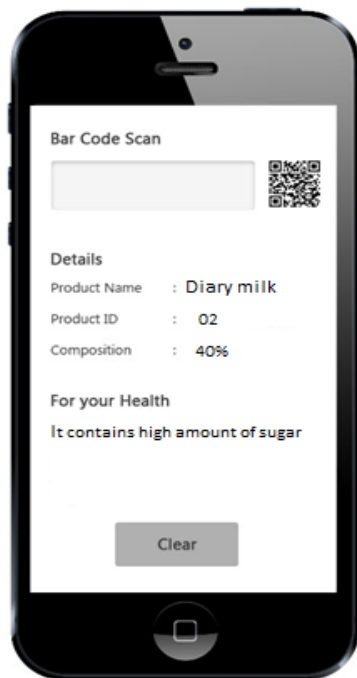 Bar Code Scan
Details
Product Name : Diary milk
Product ID : 02
Composition : 40%
For your Health
It contains high amount of sugar
Clear